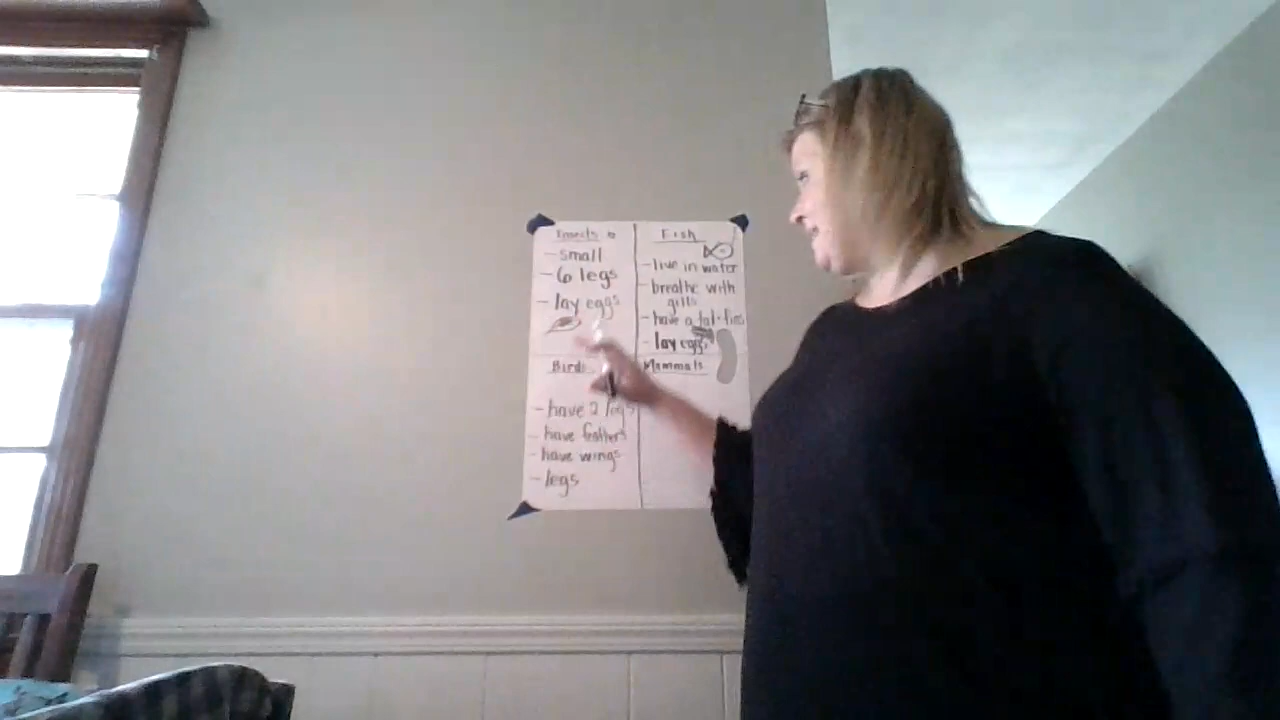 Insects
- small
- 6 legs
- lay eggs
Fish
- live in water
- breathe with
gills
- have a tail + fins
- lay eggs
Birds
- have 2 legs
- have feathers
- have wings
- legs
Mammals